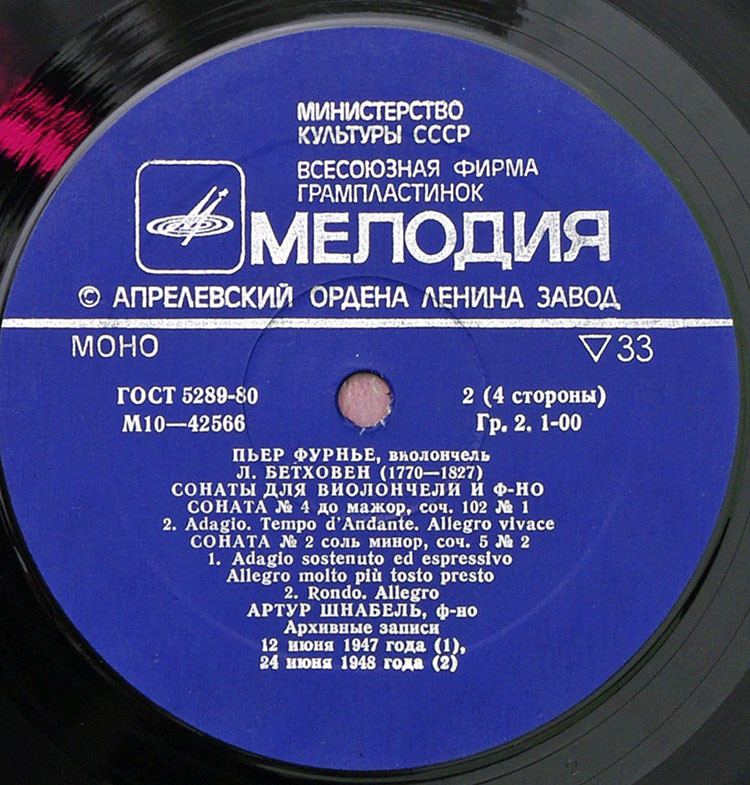 МИНИСТЕРСТВО
КУЛЬТУРЫ СССР
ВСЕСОЮЗНАЯ ФИРМА
ГРАМПЛАСТИНОК
МЕЛОДИЯ
© АПРЕЛЕВСКИЙ ОРДЕНА ЛЕНИНА ЗАВОД
МОНО ▽33
ГОСТ 5289-80 2 (4 стороны)
М10—42566 Гр. 2. 1-00
ПЬЕР ФУРНЬЕ, виолончель
Л. БЕТХОВЕН (1770—1827)
СОНАТЫ ДЛЯ ВИОЛОНЧЕЛИ И Ф-НО
СОНАТА № 4 до мажор, соч. 102 № 1
2. Adagio. Tempo d'Andante. Allegro vivace
СОНАТА № 2 соль минор, соч. 5 № 2
1. Adagio sostenuto ed espressivo
Allegro molto più tosto presto
2. Rondo. Allegro
АРТУР ШНАБЕЛЬ, ф-но
Архивные записи
12 июня 1947 года (1),
24 июня 1948 года (2)